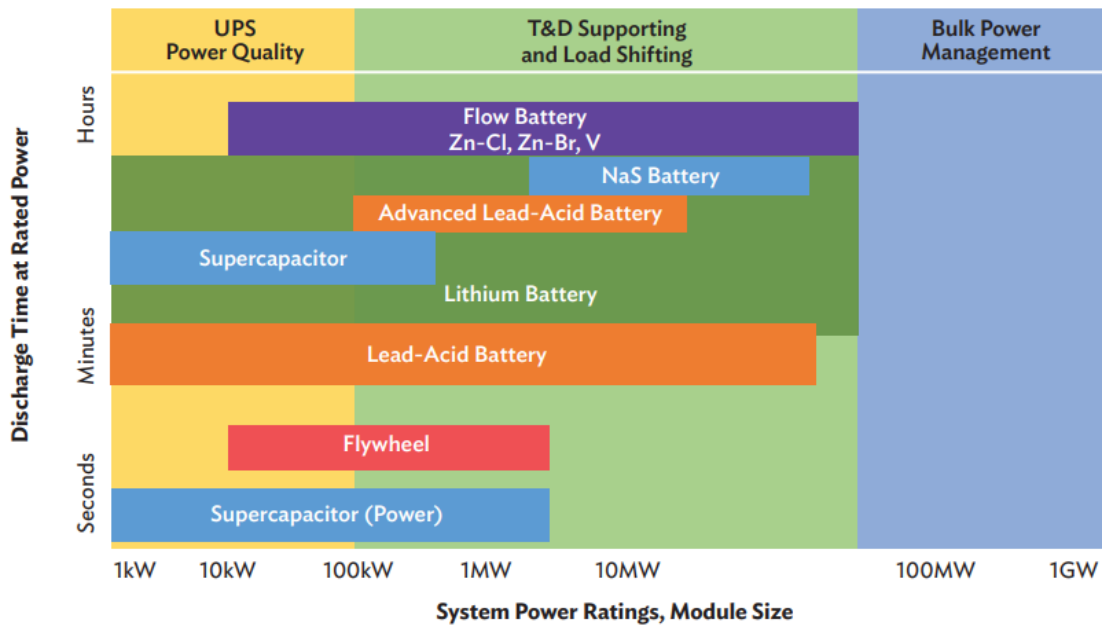 UPS
Power Quality
T&D Supporting
and Load Shifting
Bulk Power
Management
Discharge Time at Rated Power
Hours
Minutes
Seconds
Flow Battery
Zn-Cl, Zn-Br, V
NaS Battery
Advanced Lead-Acid Battery
Supercapacitor
Lithium Battery
Lead-Acid Battery
Flywheel
Supercapacitor (Power)
1kW 10kW 100kW 1MW 10MW 100MW 1GW
System Power Ratings, Module Size